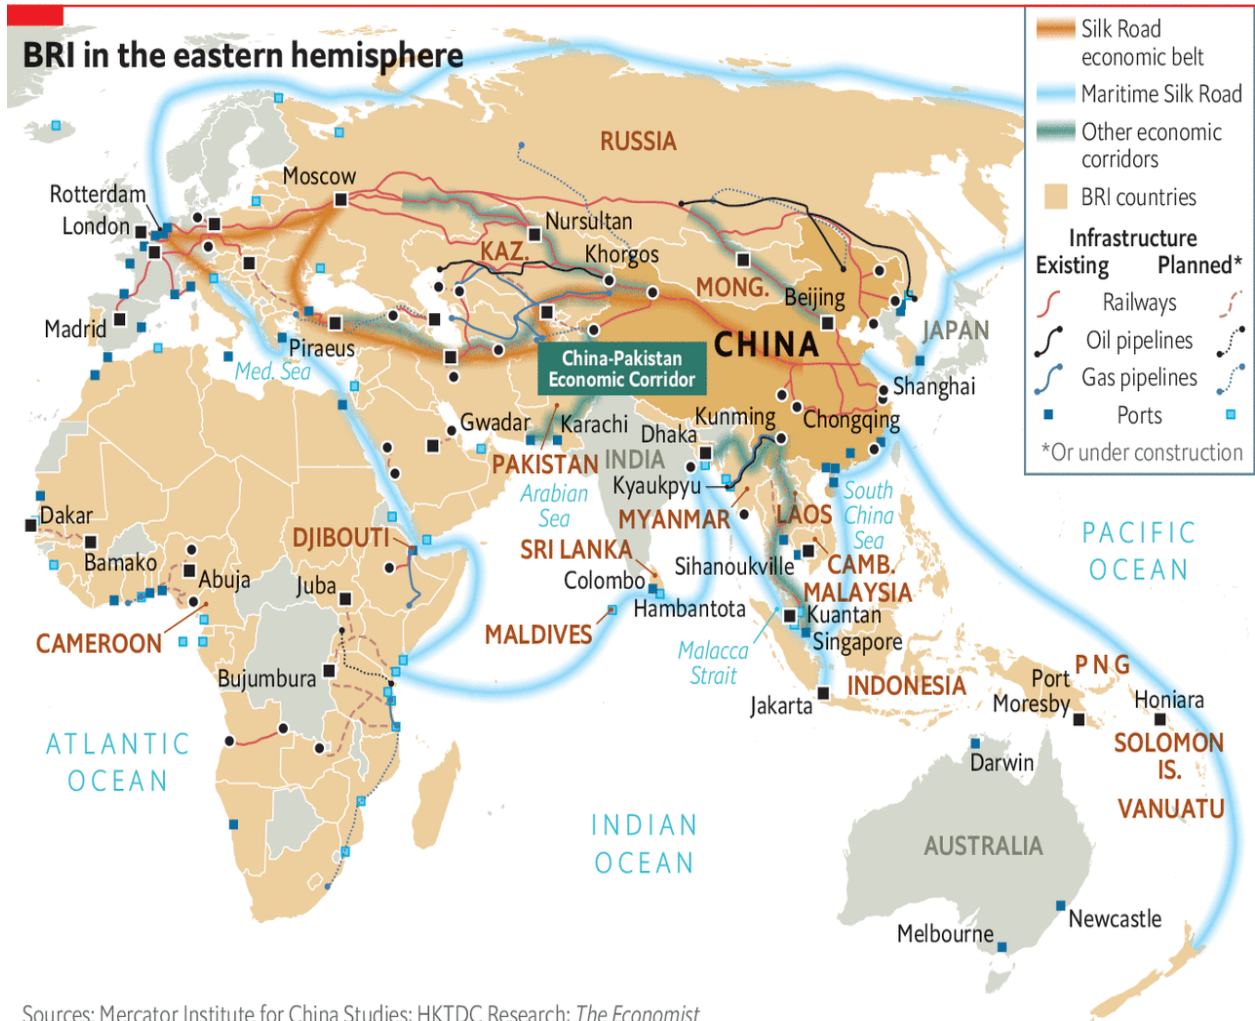 BRI in the eastern hemisphere
Silk Road
economic belt
Maritime Silk Road
Other economic
corridors
BRI countries
Infrastructure
Existing Planned*
Railways
Oil pipelines
Gas pipelines
Ports
*Or under construction
RUSSIA
Moscow
Rotterdam
London
Nursultan
KAZ.
Khorgos
MONG.
Beijing
Madrid
Piraeus
CHINA
JAPAN
Med. Sea
China-Pakistan
Economic Corridor
Shanghai
Gwadar
Karachi
Kunming
Chongqing
Dhaka
PAKISTAN
INDIA
Kyaukpyu
Arabian
Sea
South
China
Sea
MYANMAR
LAOS
Dakar
DJIBOUTI
SRI LANKA
PACIFIC
OCEAN
Bamako
Abuja
Juba
Colombo
Sihanoukville
CAMB.
MALAYSIA
Hambantota
Kuantan
CAMEROON
MALDIVES
Malacca
Strait
Singapore
Bujumbura
PNG
Port
Moresby
Honiara
INDONESIA
Jakarta
ATLANTIC
OCEAN
SOLOMON
IS.
Darwin
VANUATU
INDIAN
OCEAN
AUSTRALIA
Newcastle
Melbourne
Sources: Mercator Institute for China Studies; HKTDC Research; The Economist